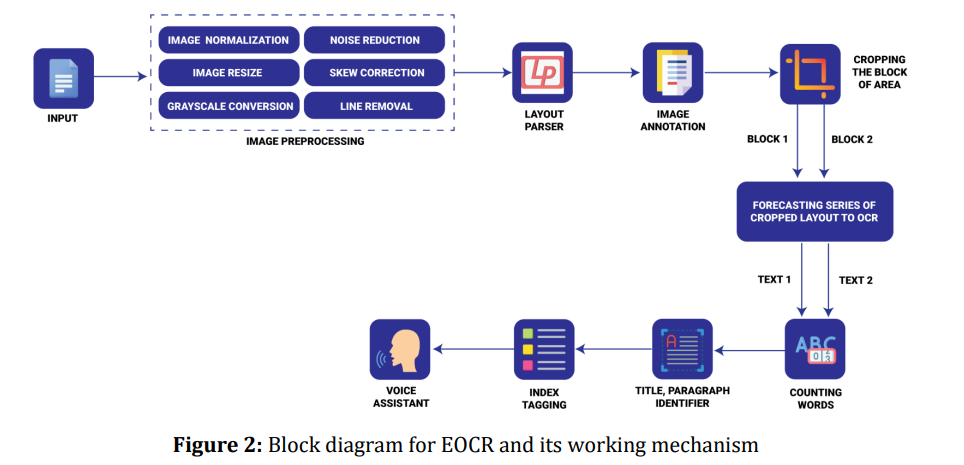 IMAGE NORMALIZATION
NOISE REDUCTION
IMAGE RESIZE
SKEW CORRECTION
GRAYSCALE CONVERSION
LINE REMOVAL
INPUT
IMAGE PREPROCESSING
LP
LAYOUT
PARSER
IMAGE
ANNOTATION
CROPPING
THE BLOCK
OF AREA
BLOCK 1
BLOCK 2
FORECASTING SERIES OF
CROPPED LAYOUT TO OCR
TEXT 1
TEXT 2
ABC
0 2 3
COUNTING
WORDS
A
TITLE, PARAGRAPH
IDENTIFIER
INDEX
TAGGING
VOICE
ASSISTANT
Figure 2: Block diagram for EOCR and its working mechanism